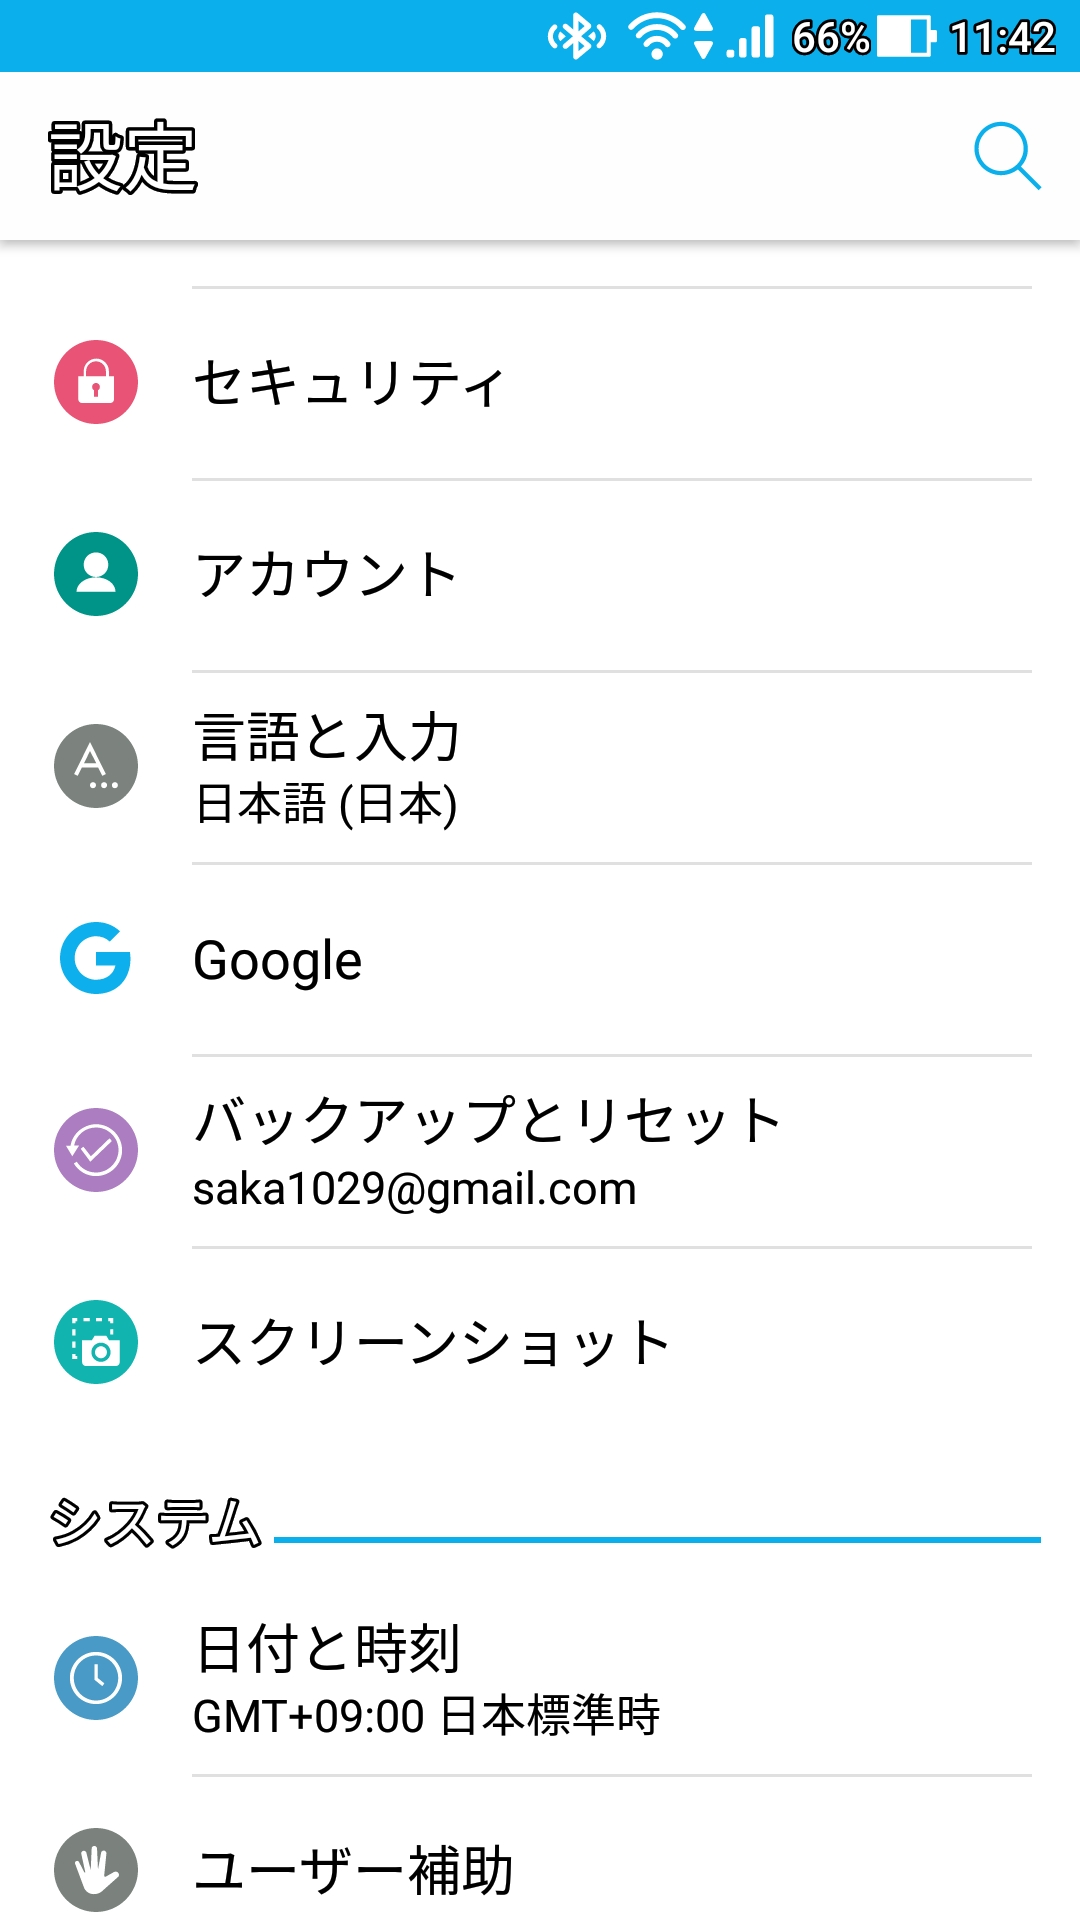 66% 11:42
設定
セキュリティ
アカウント
言語と入力
日本語 (日本)
Google
バックアップとリセット
saka1029@gmail.com
スクリーンショット
システム
日付と時刻
GMT+09:00 日本標準時
ユーザー補助